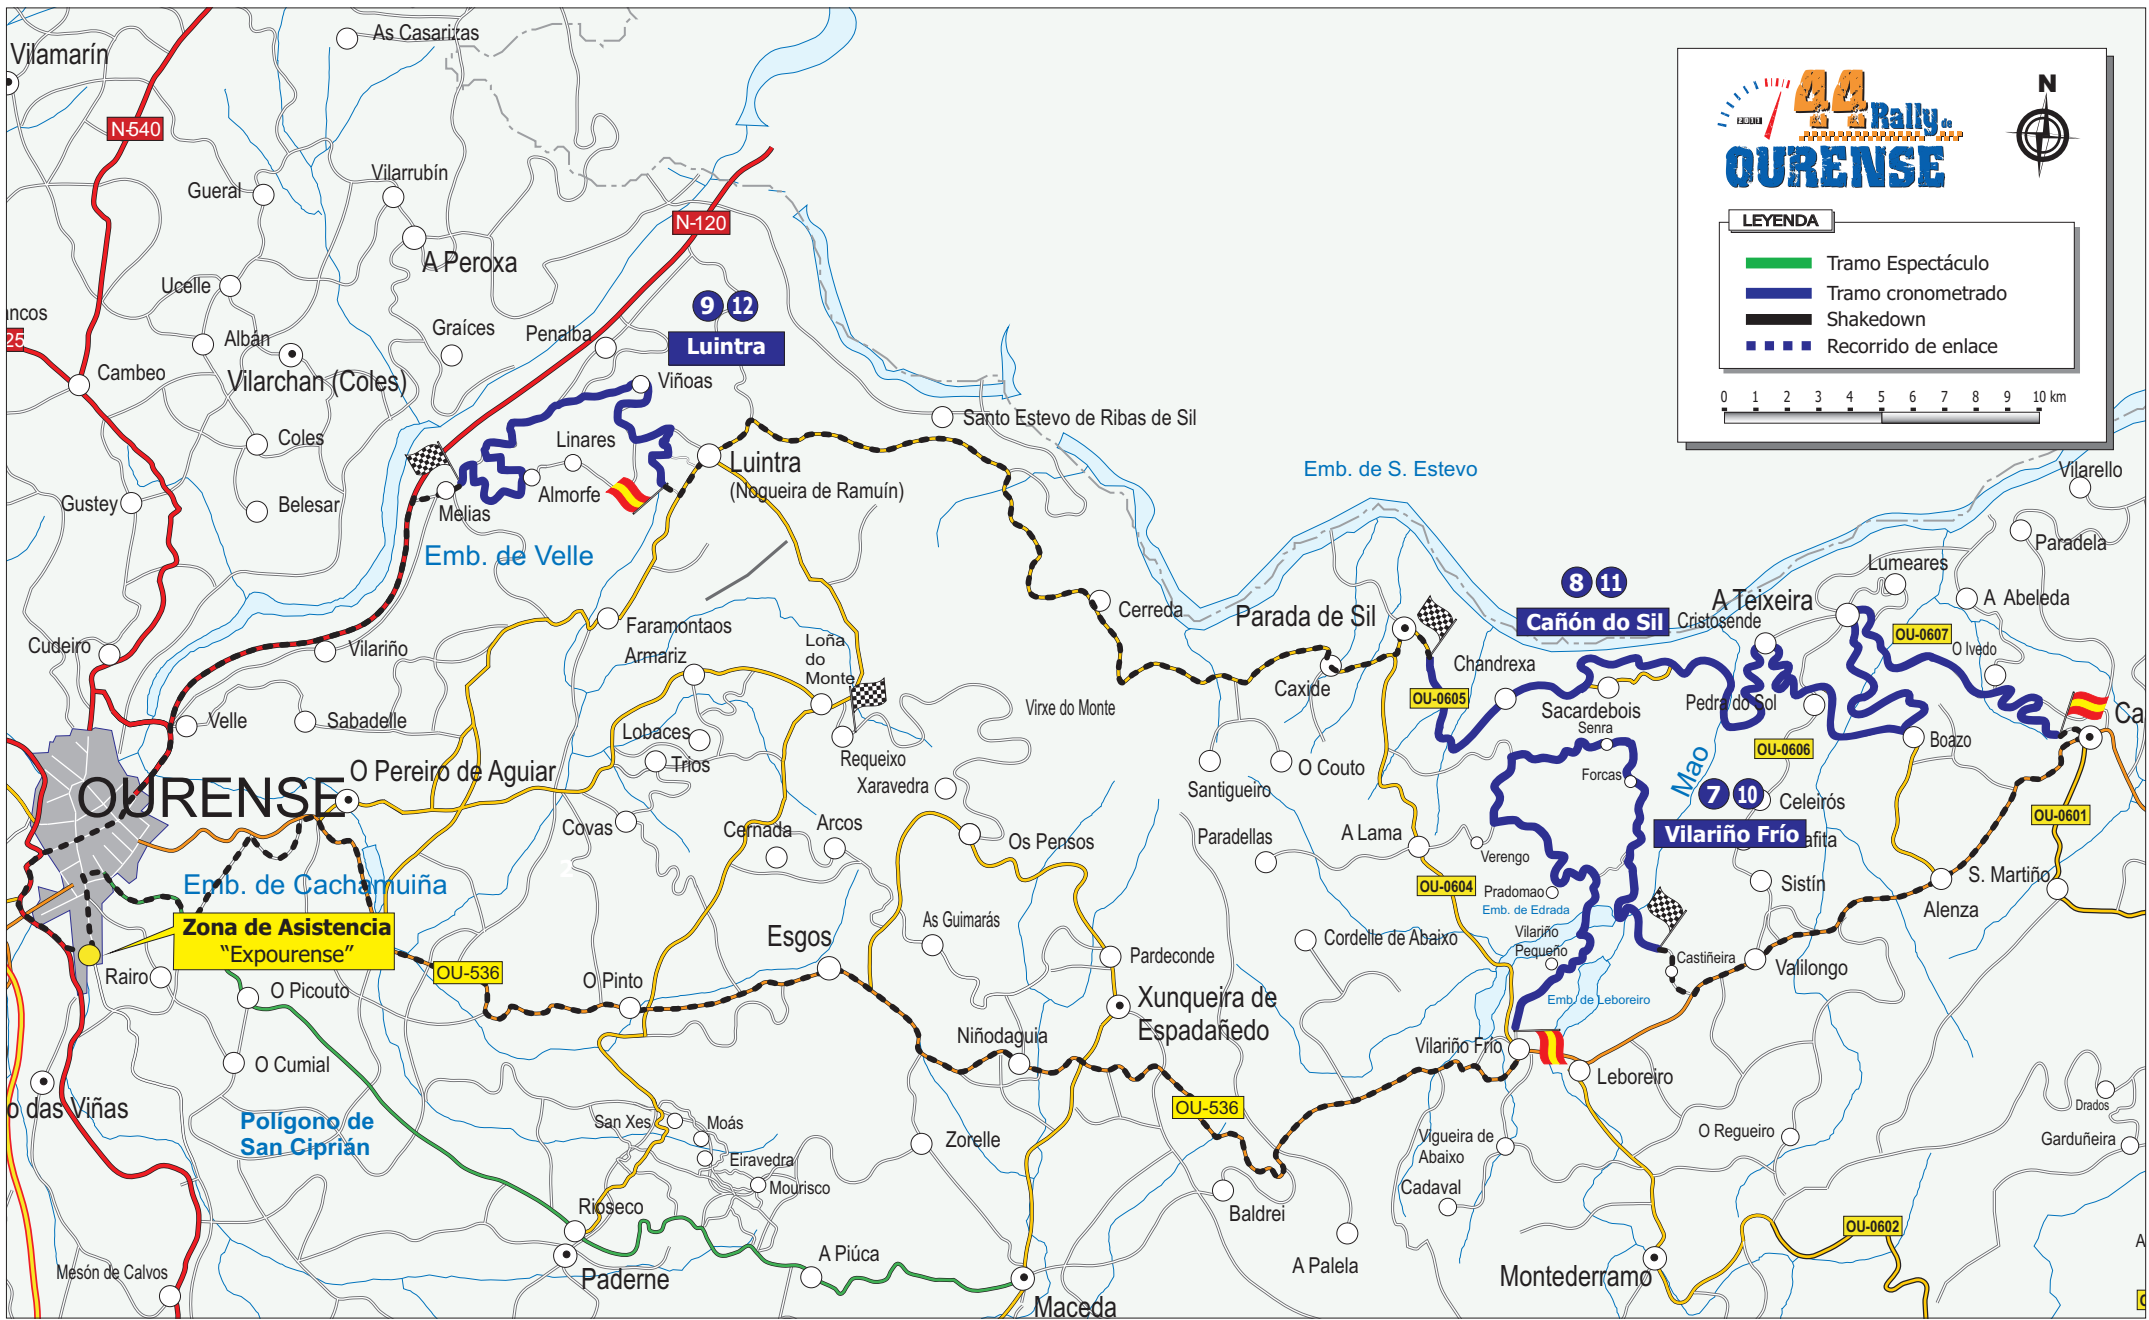 Vilamarín
As Casarizas
N-540
Gueral
Vilarrubín
N-120
A Peroxa
Ucelle
Albán
Graíces
Penalba
25
Cambeo
Vilarchan (Coles)
9 12
Luintra
Viñoas
Coles
Linares
Santo Estevo de Ribas de Sil
Luintra
(Nogueira de Ramuín)
Gustey
Belesar
Almorfe
Melias
Emb. de Velle
Emb. de S. Estevo
2011
44 Rally de
OURENSE
N
LEYENDA
Tramo Espectáculo
Tramo cronometrado
Shakedown
Recorrido de enlace
0 1 2 3 4 5 6 7 8 9 10 km
Vilarello
Paradela
Lumeares
A Abeleda
8 11
Cañón do Sil
A Teixeira
Cristosende
OU-0607
O Ivedo
Cudeiro
Vilariño
Faramontaos
Armariz
Loña
do
Monte
Cerreda
Parada de Sil
Caxide
Chandrexa
OU-0605
Sacardebois
Senra
Pedra do Sol
OU-0606
Boazo
Ca
Velle
Sabadelle
Lobaces
Trios
Requeixo
Virxe do Monte
Xaravedra
Santigueiro
O Couto
Forcas
Mao
7 10
Vilariño Frío
Celeirós
afita
OU-0601
OURENSE
O Pereiro de Aguiar
Covas
Cernada
Arcos
Os Pensos
Paradellas
A Lama
Verengo
OU-0604
Pradomao
Emb. de Edrada
Sistín
S. Martiño
Alenza
2
Emb. de Cachamuiña
Zona de Asistencia
“Expourense”
OU-536
Rairo
O Picouto
O Pinto
Esgos
As Guimarás
Pardeconde
Cordelle de Abaixo
Vilariño
Pequeño
Castiñeira
Valilongo
Emb. de Leboreiro
Xunqueira de
Espadañedo
Niñodaguia
Vilariño Frío
Leboreiro
O Cumial
o das Viñas
Polígono de
San Ciprián
San Xes
Moás
Eiravedra
Mourisco
Zorelle
OU-536
Vigueira de
Abaixo
O Regueiro
Drados
Garduñeira
Cadaval
Baldrei
A Palela
Rioseco
Paderne
A Piúca
Maceda
Mesón de Calvos
Montederramo
OU-0602
A